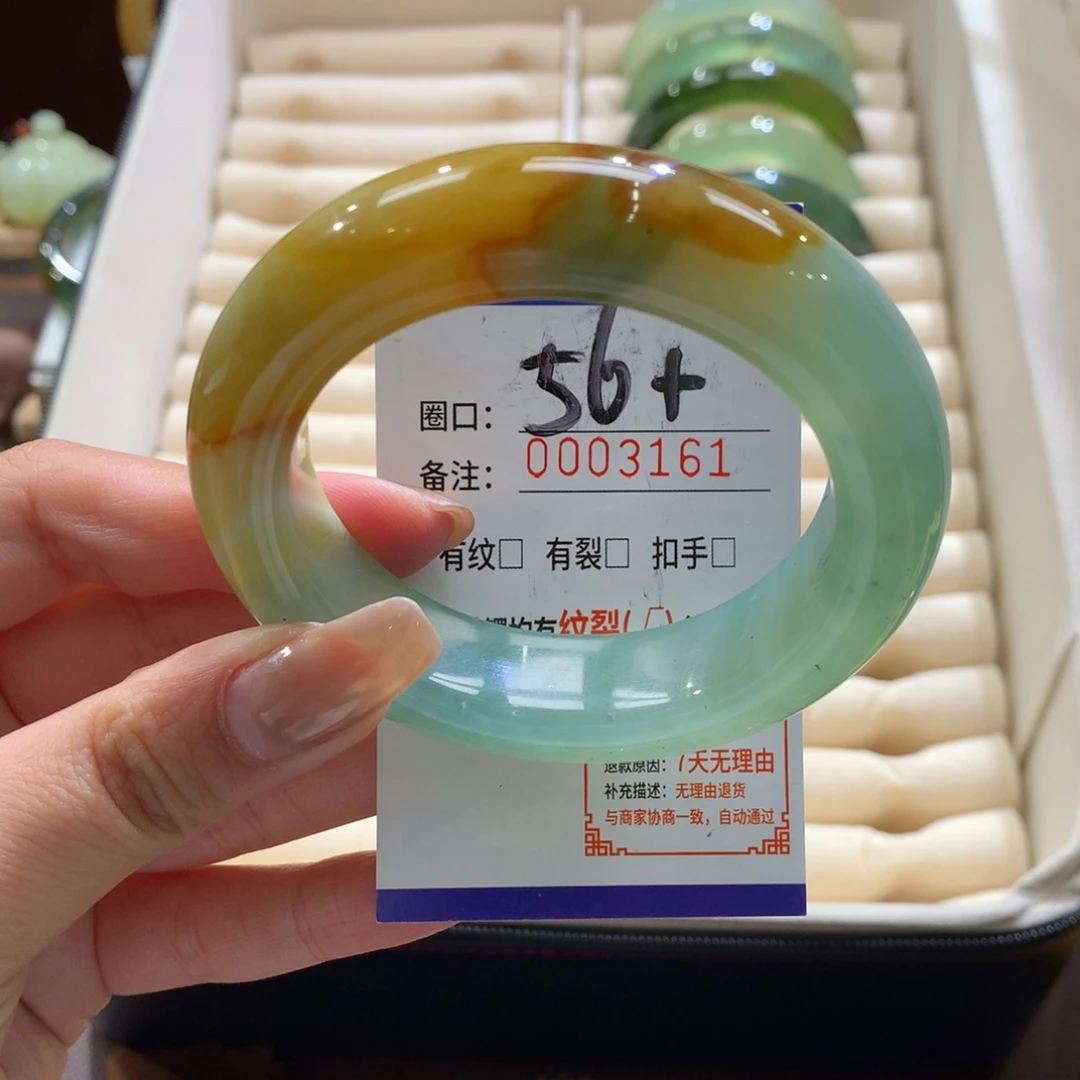 圈口： 56+
备注： 0003161
有纹□ 有裂□ 扣手□
均有纹裂(
退款原因：7天无理由
补充描述：无理由退货
与商家协商一致，自动通过